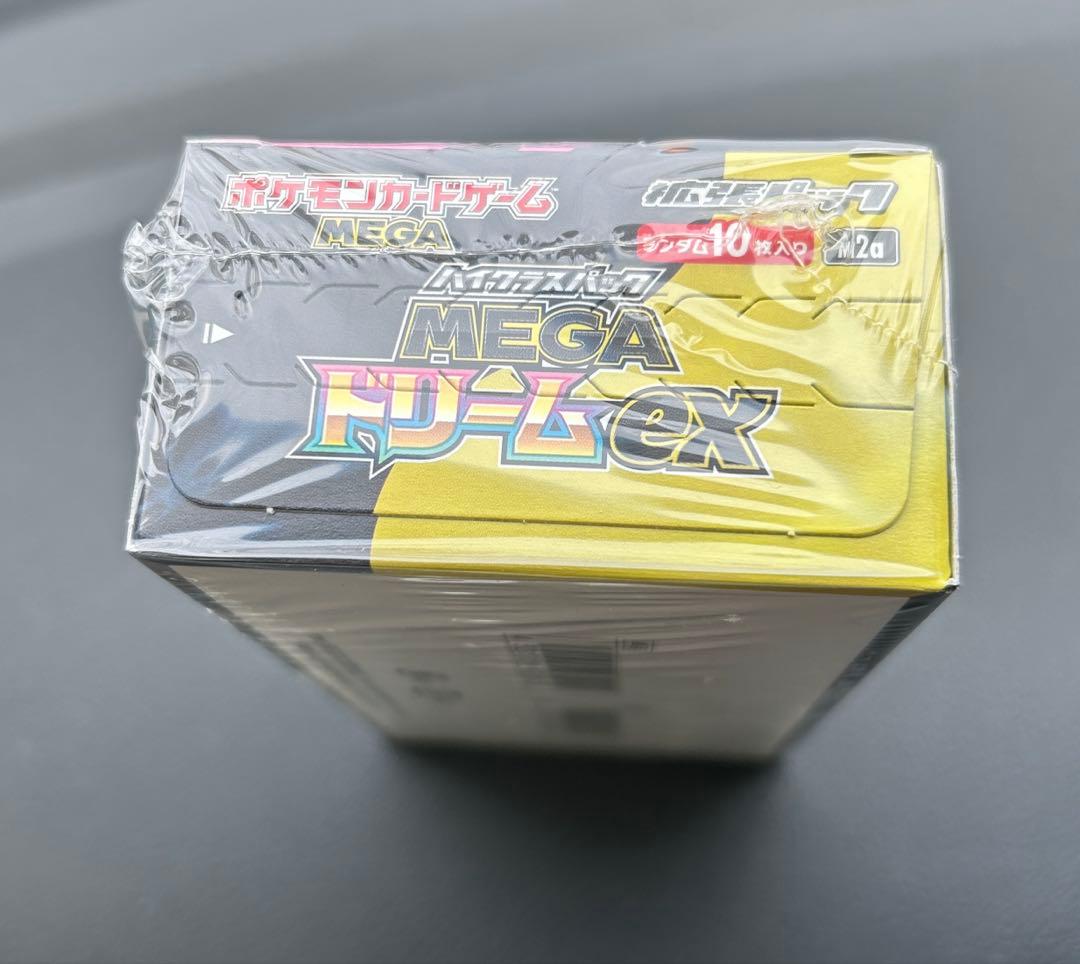 ポケモンカードゲーム
MEGA
拡張パック
ランダム10枚入り
M2a
ハイクラスパック
MEGA
ドリームex